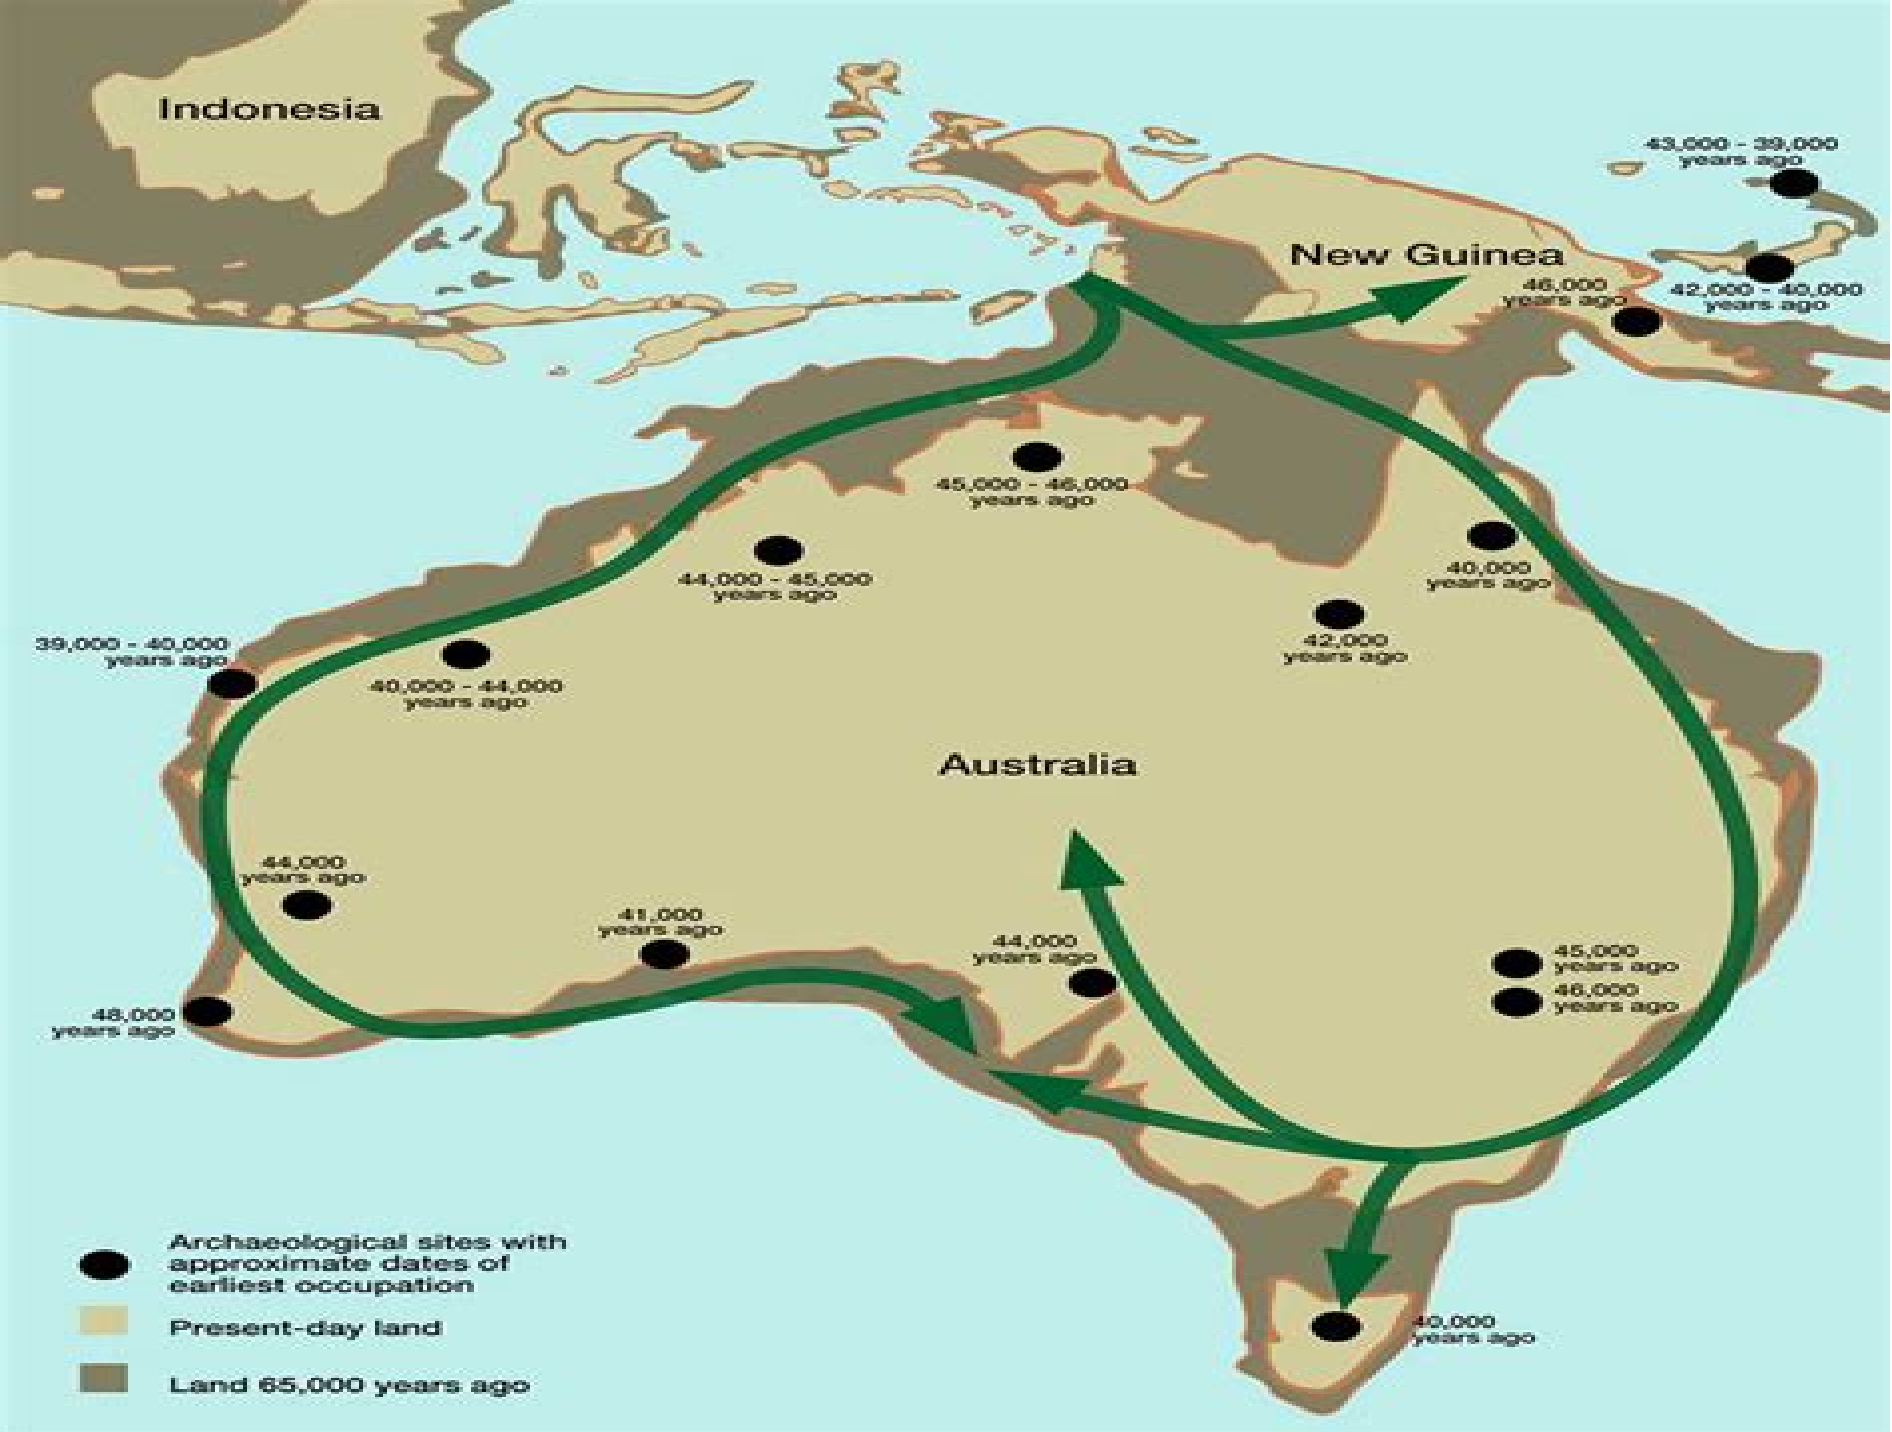 Indonesia
43,000 - 39,000
years ago
New Guinea
46,000
years ago
42,000 - 40,000
years ago
45,000 - 46,000
years ago
44,000 - 45,000
years ago
40,000
years ago
42,000
years ago
39,000 - 40,000
years ago
40,000 - 44,000
years ago
Australia
44,000
years ago
41,000
years ago
44,000
years ago
45,000
years ago
46,000
years ago
48,000
years ago
Archaeological sites with
approximate dates of
earliest occupation
Present-day land
Land 65,000 years ago
40,000
years ago